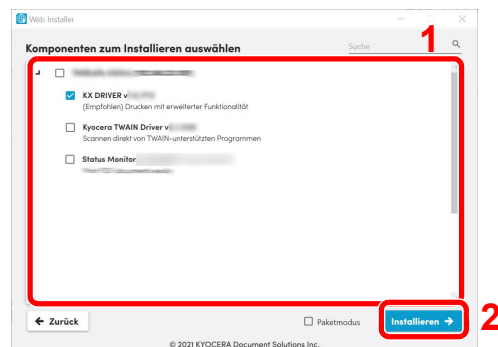 Web Installer
1
Komponenten zum Installieren auswählen
Suche
KX DRIVER v
(Empfohlen) Drucken mit erweiterter Funktionalität
Kyocera TWAIN Driver v
Scannen direkt von TWAIN-unterstützten Programmen
Status Monitor
Zurück
Paketmodus
Installieren
2
© 2021 KYOCERA Document Solutions Inc.